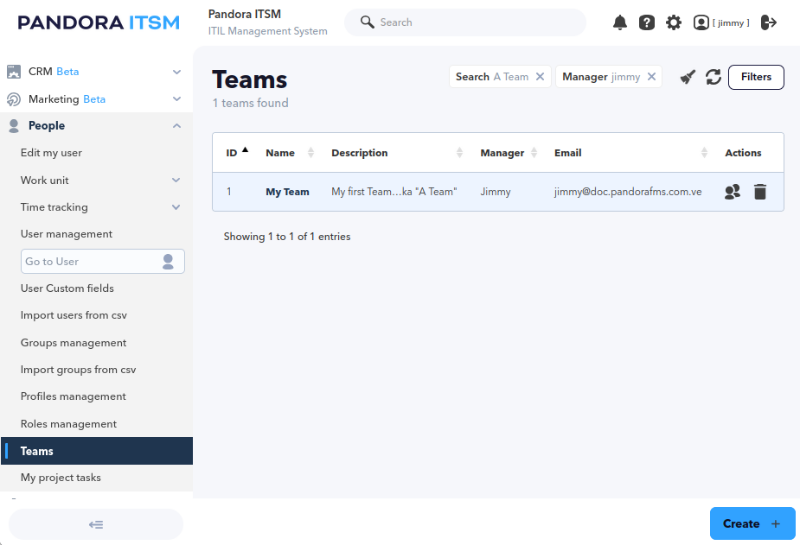 PANDORA ITSM
Pandora ITSM
ITIL Management System
Search
[ jimmy ]
CRM Beta
Marketing Beta
People
Edit my user
Work unit
Time tracking
User management
Go to User
User Custom fields
Import users from csv
Groups management
Import groups from csv
Profiles management
Roles management
Teams
My project tasks
Teams
1 teams found
Search A Team
Manager jimmy
Filters
ID Name Description Manager Email Actions
1 My Team My first Team...ka "A Team" Jimmy jimmy@doc.pandorafms.com.ve
Showing 1 to 1 of 1 entries
Create +